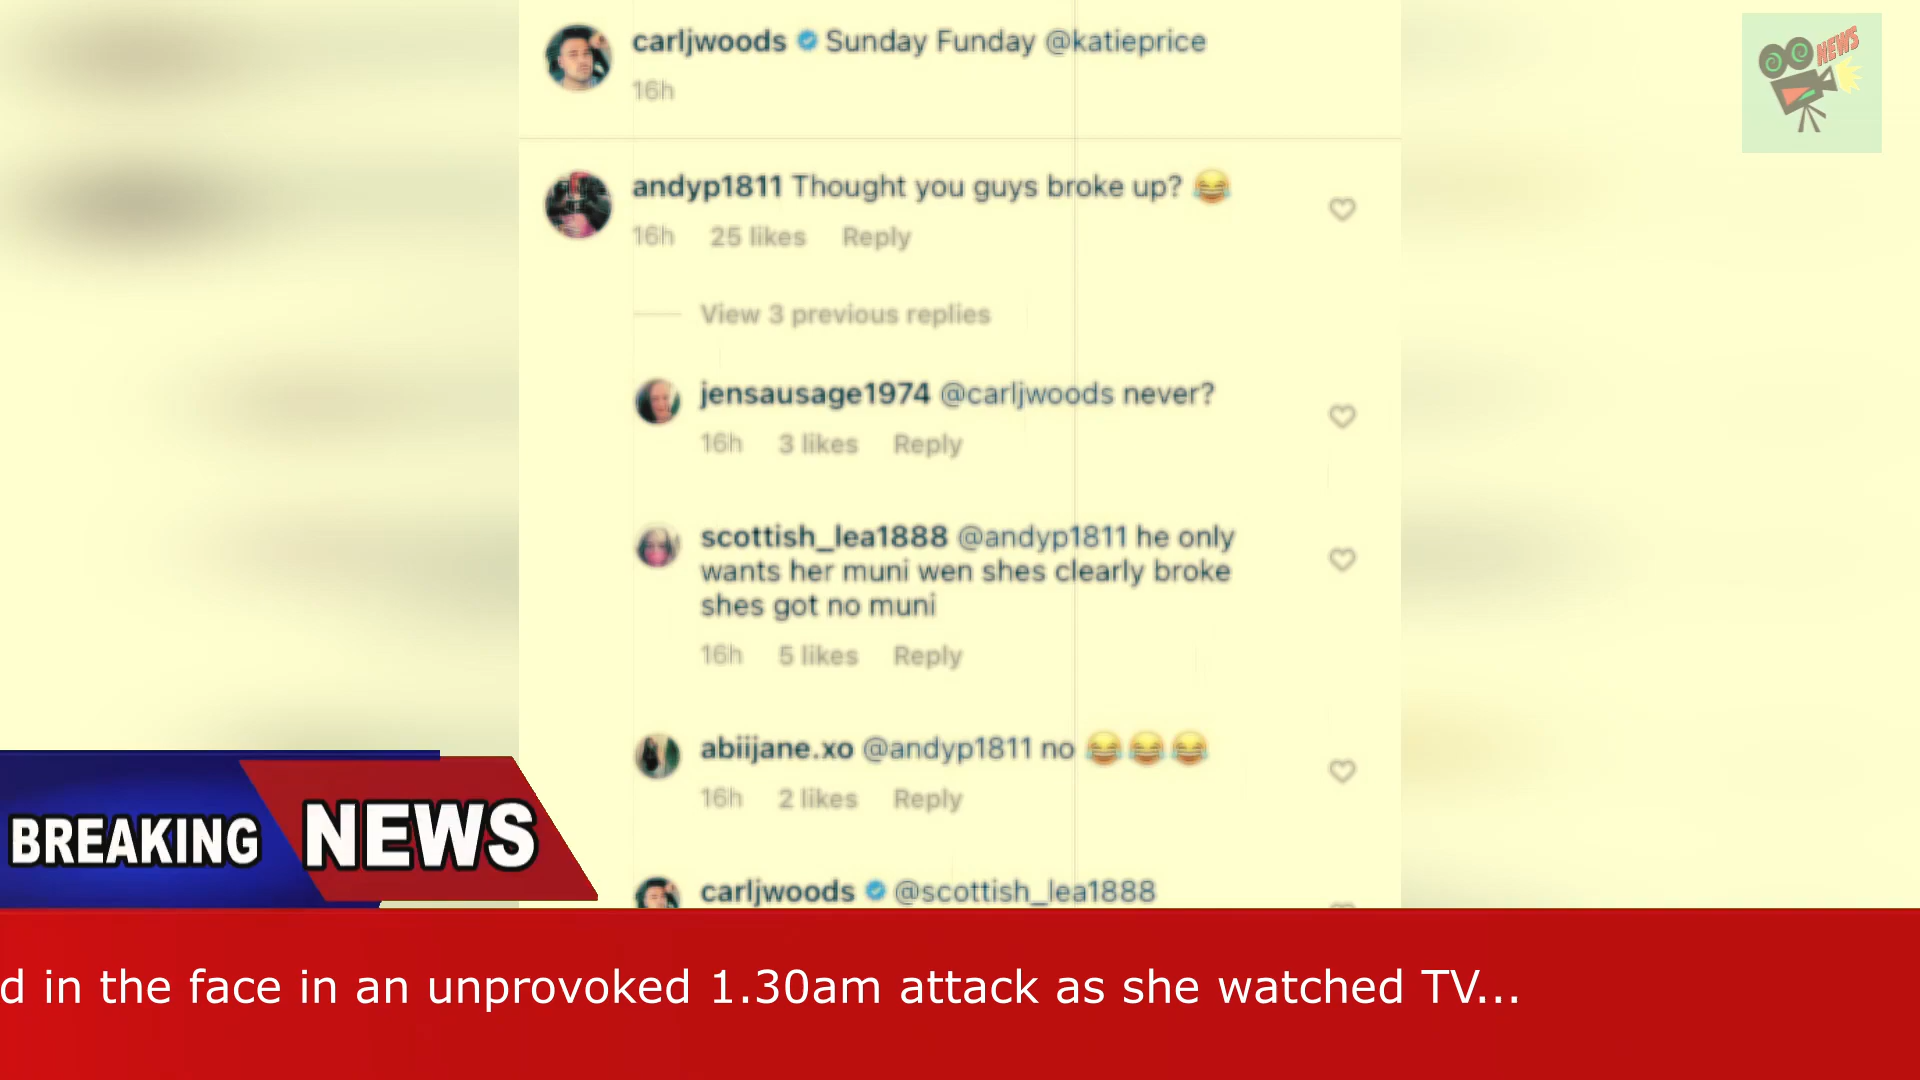 carljwoods Sunday Funday @katieprice
16h
NEWS
andyp1811 Thought you guys broke up? 😂
16h 25 likes Reply
View 3 previous replies
jensausage1974 @carljwoods never?
16h 3 likes Reply
scottish_lea1888 @andyp1811 he only
wants her muni wen shes clearly broke
shes got no muni
16h 5 likes Reply
abiijane.xo @andyp1811 no 😂😂😂
16h 2 likes Reply
carljwoods @scottish_lea1888
BREAKING NEWS
d in the face in an unprovoked 1.30am attack as she watched TV...